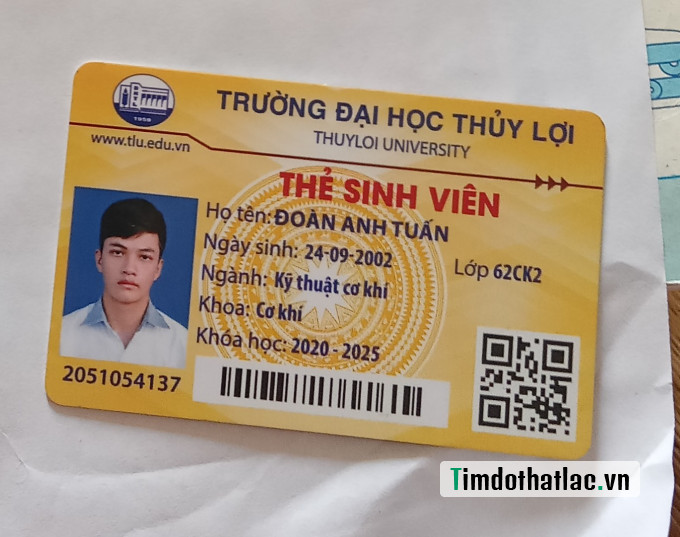 1959
TRƯỜNG ĐẠI HỌC THỦY LỢI
www.tlu.edu.vn
THUYLOI UNIVERSITY
THẺ SINH VIÊN
Họ tên: ĐOÀN ANH TUẤN
Ngày sinh: 24-09-2002
Lớp 62CK2
Ngành: Kỹ thuật cơ khí
Khoa: Cơ khí
Khóa học: 2020 - 2025
2051054137
Timdothatlac.vn